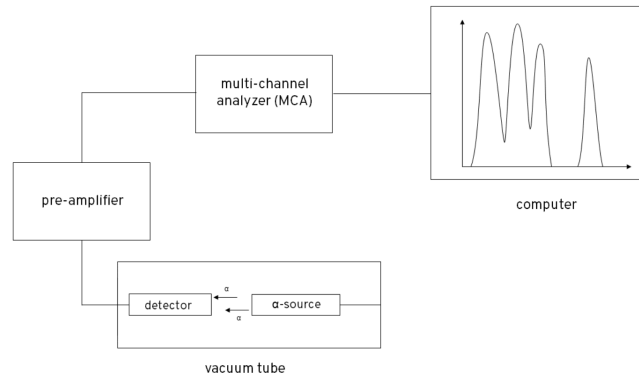 multi-channel
analyzer (MCA)
pre-amplifier
computer
detector
α
α
α-source
vacuum tube